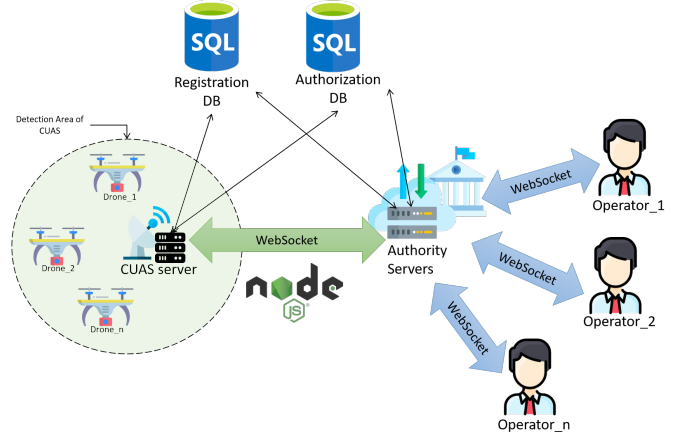 SQL
SQL
Registration
DB
Authorization
DB
Detection Area of
CUAS
Drone_1
Drone_2
Drone_n
CUAS server
WebSocket
node
JS
Authority
Servers
WebSocket
Operator_1
WebSocket
Operator_2
WebSocket
Operator_n